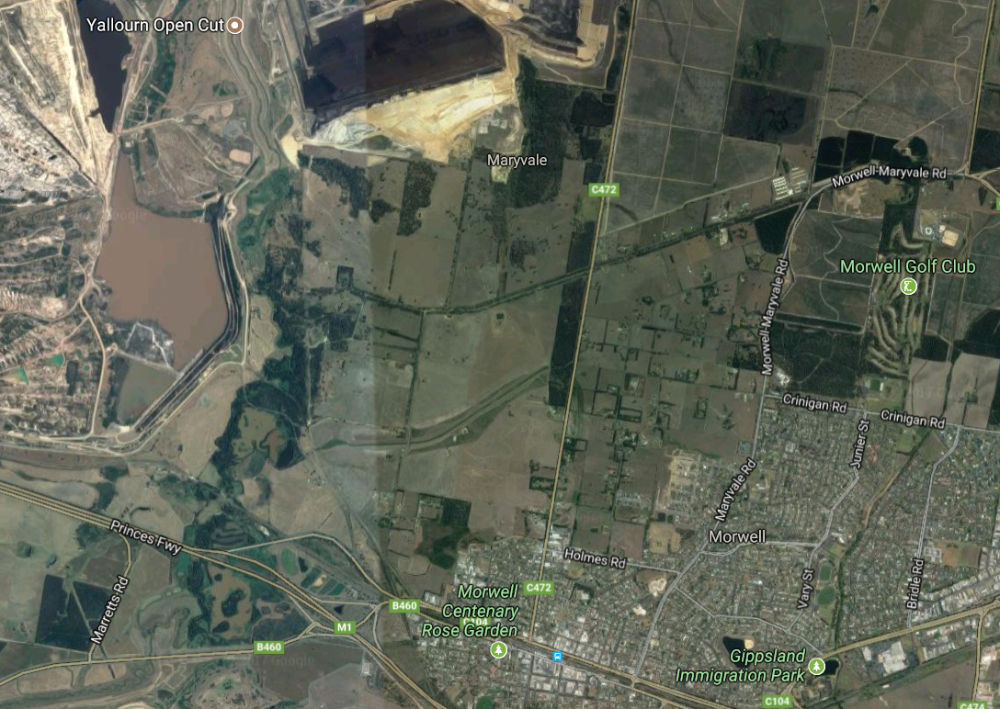 Yallourn Open Cut
Maryvale
C472
Morwell-Maryvale Rd
Morwell Golf Club
Morwell-Maryvale Rd
Crinigan Rd
Crinigan Rd
Junier St
Maryvale Rd
Princes Fwy
Morwell
Holmes Rd
Marretts Rd
Vary St
Bridle Rd
C472
Morwell
Centenary
Rose Garden
B460
C104
M1
B460
Gippsland
Immigration Park
C104
C474